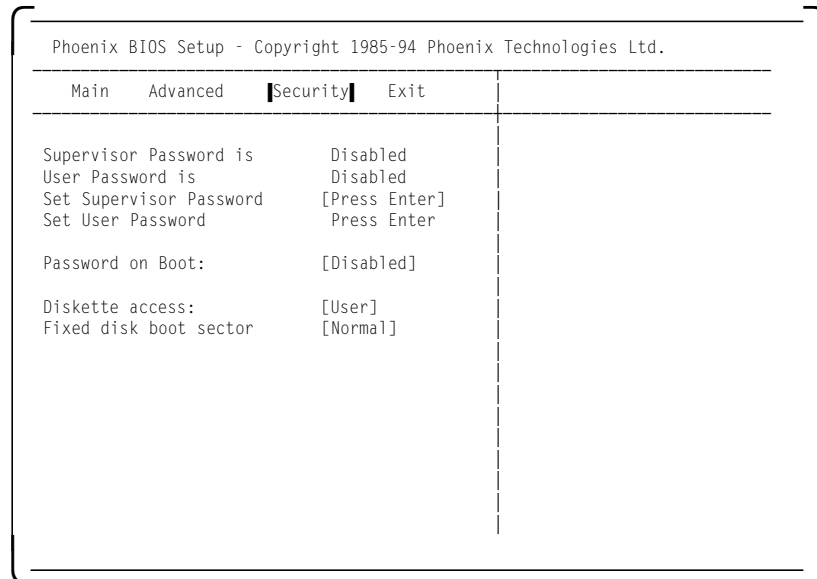 Phoenix BIOS Setup - Copyright 1985-94 Phoenix Technologies Ltd.
Main Advanced Security Exit
Supervisor Password is Disabled
User Password is Disabled
Set Supervisor Password [Press Enter]
Set User Password Press Enter
Password on Boot: [Disabled]
Diskette access: [User]
Fixed disk boot sector [Normal]